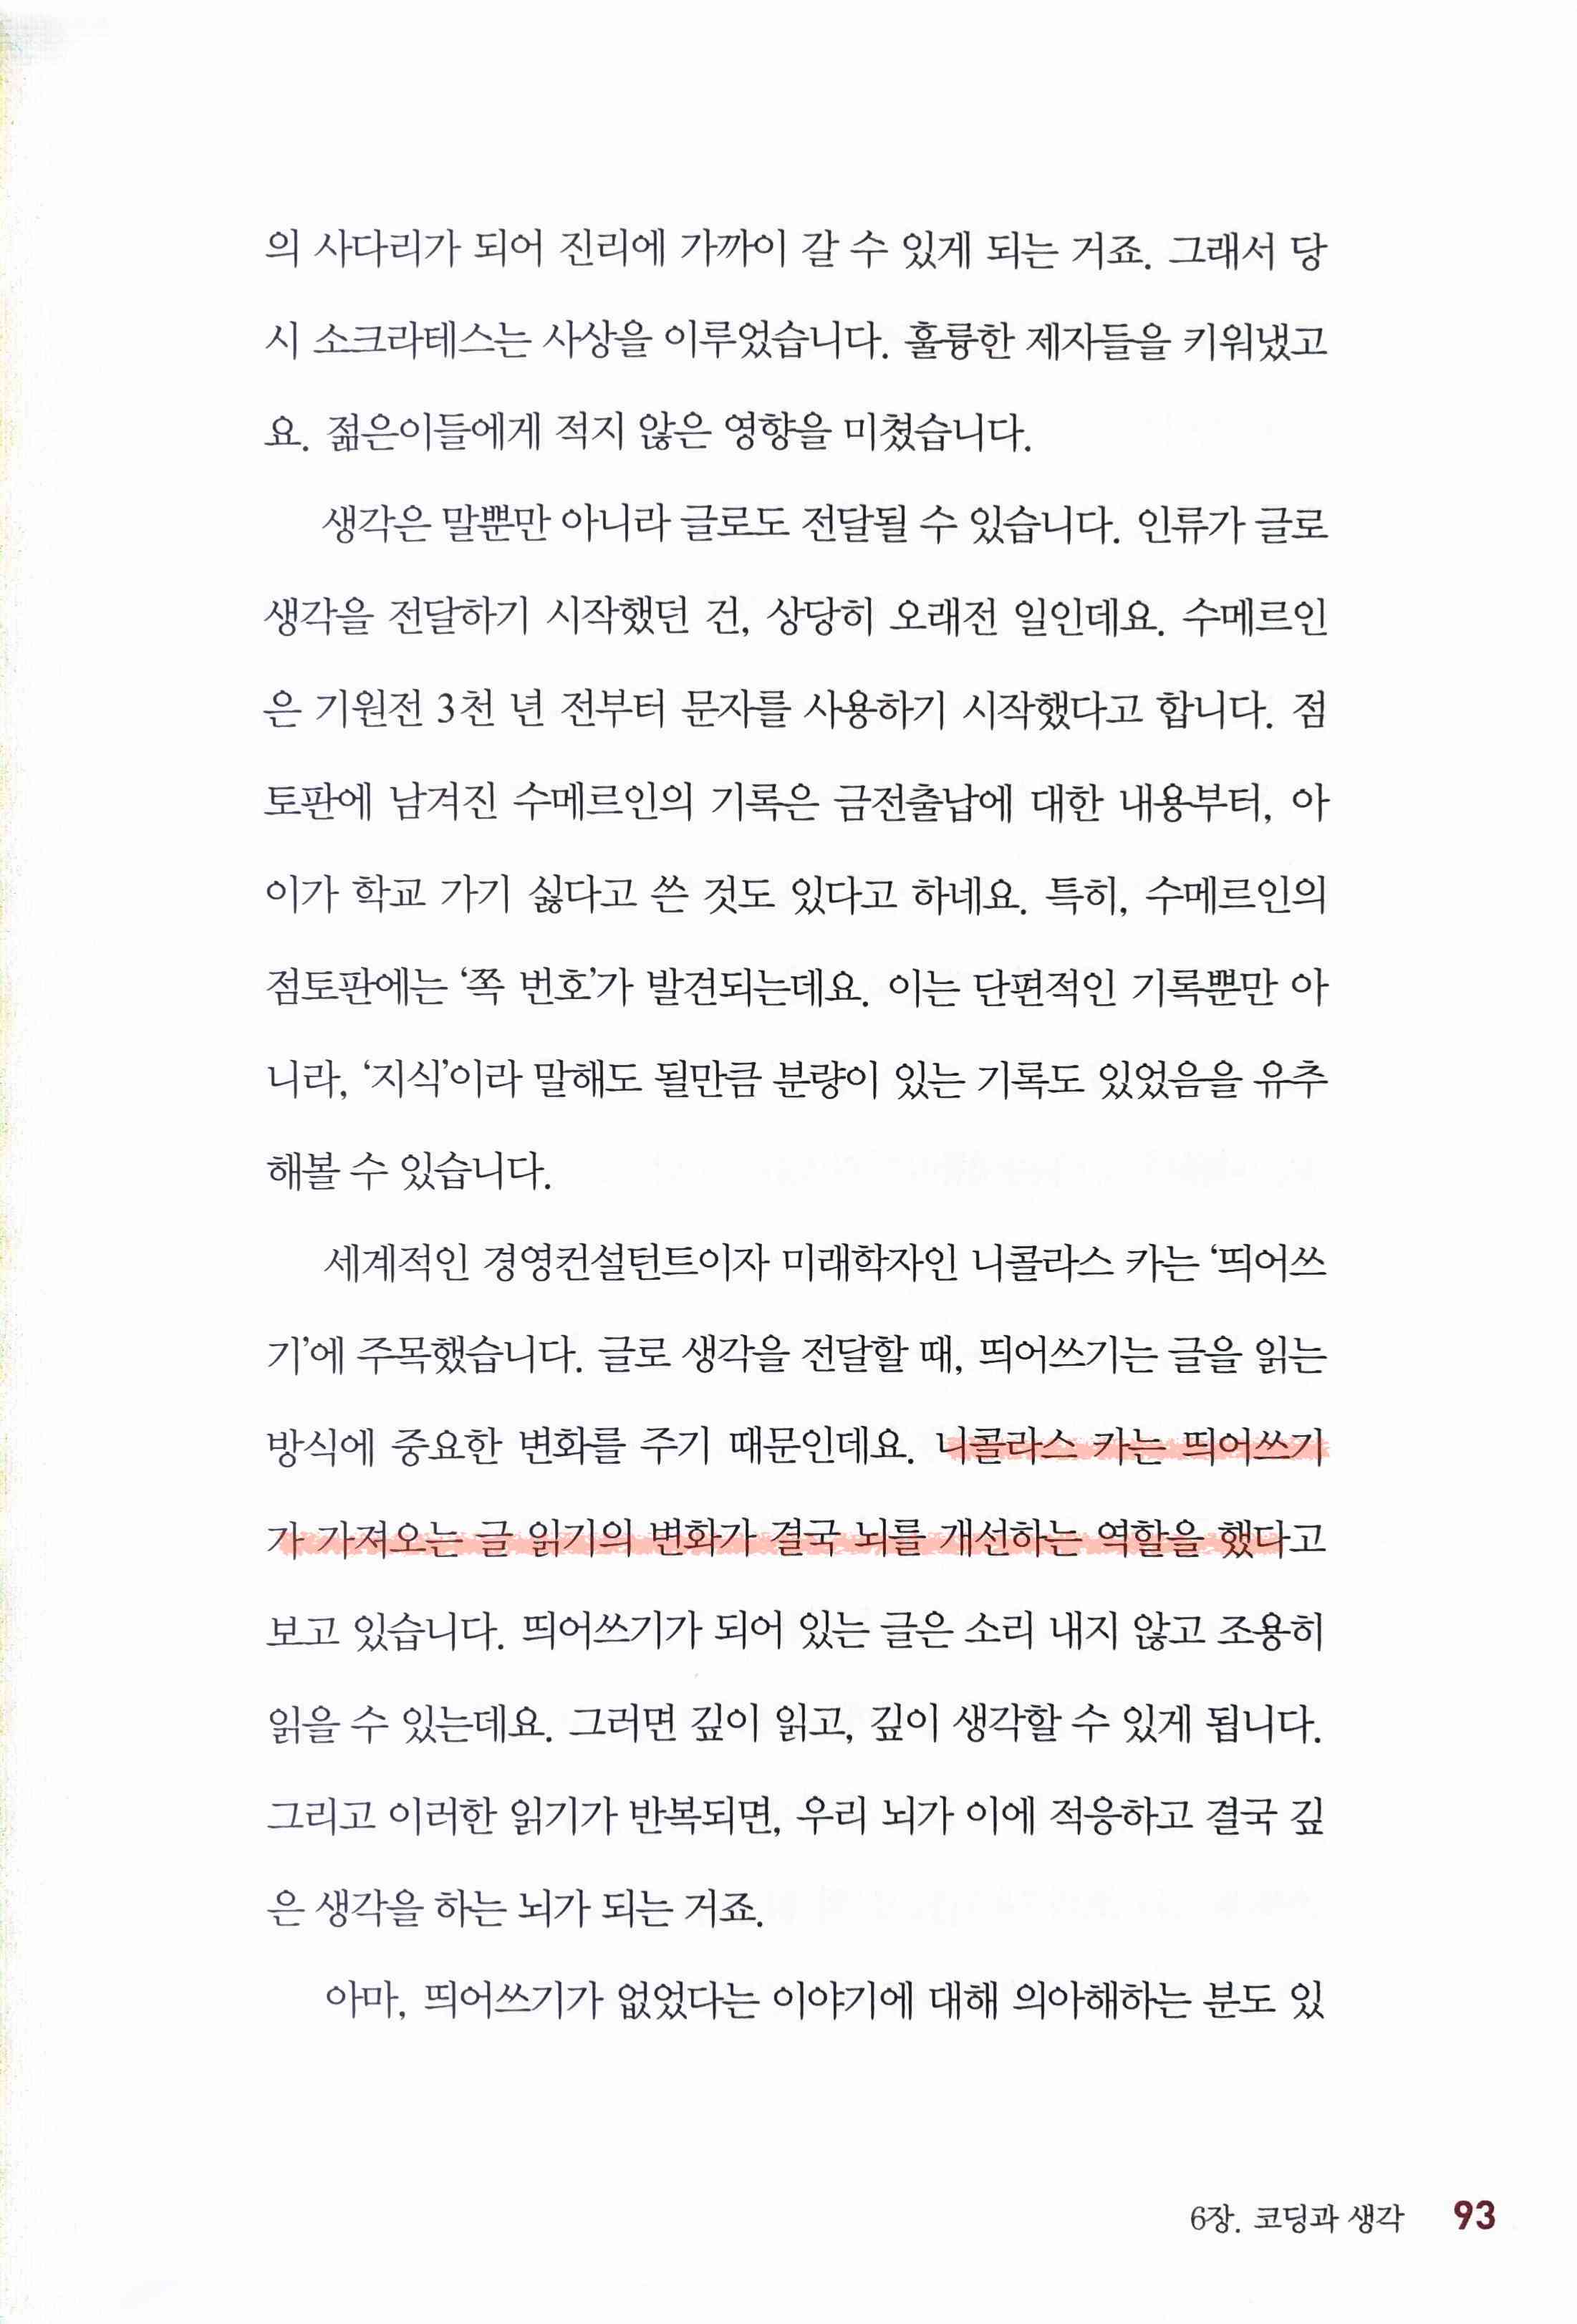 의 사다리가 되어 진리에 가까이 갈 수 있게 되는 거죠. 그래서 당
시 소크라테스는 사상을 이루었습니다. 훌륭한 제자들을 키워냈고
요. 젊은이들에게 적지 않은 영향을 미쳤습니다.
생각은 말뿐만 아니라 글로도 전달될 수 있습니다. 인류가 글로
생각을 전달하기 시작했던 건, 상당히 오래전 일인데요. 수메르인
은 기원전 3천 년 전부터 문자를 사용하기 시작했다고 합니다. 점
토판에 남겨진 수메르인의 기록은 금전출납에 대한 내용부터, 아
이가 학교 가기 싫다고 쓴 것도 있다고 하네요. 특히, 수메르인의
점토판에는 ‘쪽 번호’가 발견되는데요. 이는 단편적인 기록뿐만 아
니라, ‘지식’이라 말해도 될만큼 분량이 있는 기록도 있었음을 유추
해볼 수 있습니다.
세계적인 경영컨설턴트이자 미래학자인 니콜라스 카는 ‘띄어쓰
기’에 주목했습니다. 글로 생각을 전달할 때, 띄어쓰기는 글을 읽는
방식에 중요한 변화를 주기 때문인데요. 니콜라스 카는 띄어쓰기
가 가져오는 글 읽기의 변화가 결국 뇌를 개선하는 역할을 했다고
보고 있습니다. 띄어쓰기가 되어 있는 글은 소리 내지 않고 조용히
읽을 수 있는데요. 그러면 깊이 읽고, 깊이 생각할 수 있게 됩니다.
그리고 이러한 읽기가 반복되면, 우리 뇌가 이에 적응하고 결국 깊
은 생각을 하는 뇌가 되는 거죠.
아마, 띄어쓰기가 없었다는 이야기에 대해 의아해하는 분도 있
6장. 코딩과 생각 93